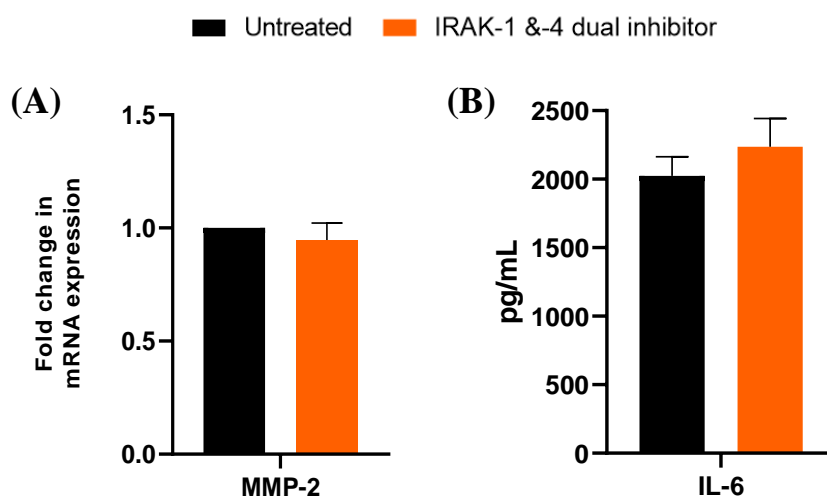 Untreated IRAK-1 &-4 dual inhibitor
(A)
Fold change in
mRNA expression
1.5
1.0
0.5
0.0
MMP-2
(B)
pg/mL
2500
2000
1500
1000
500
0
IL-6